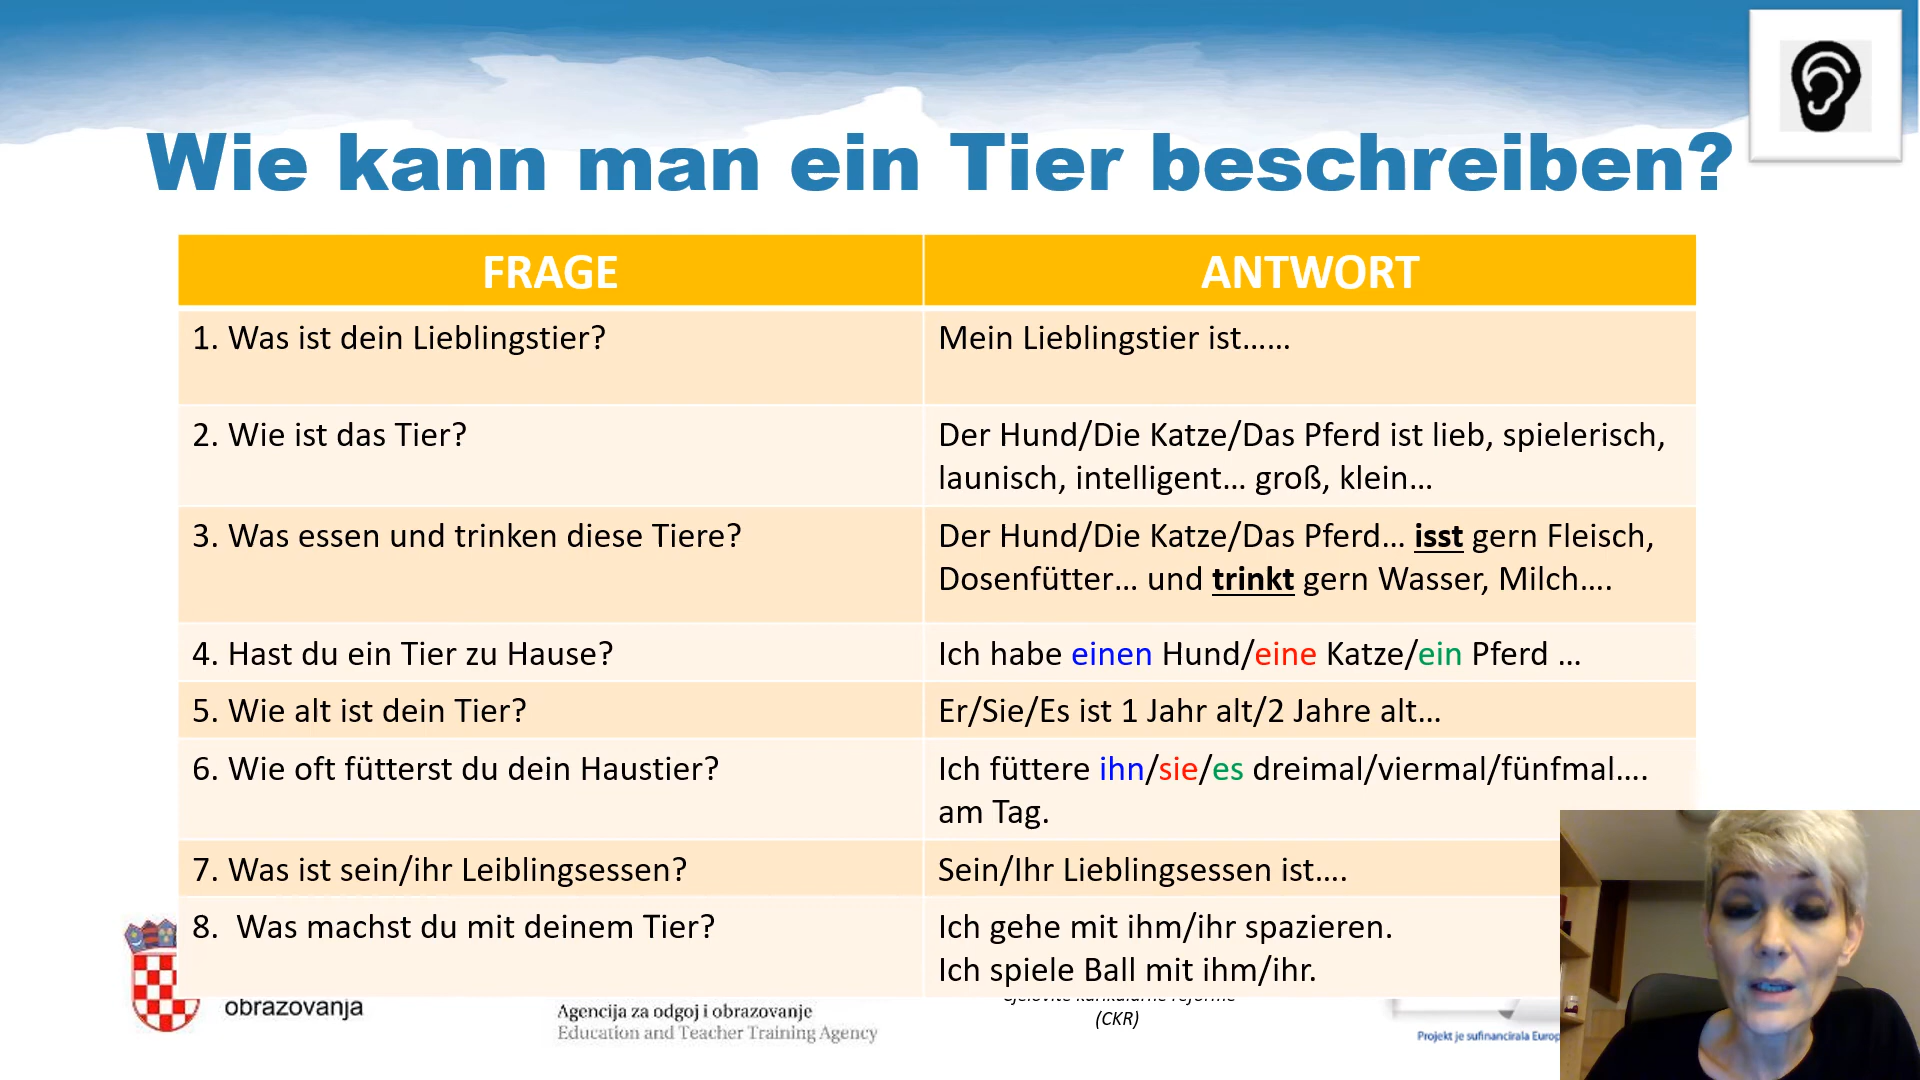 Wie kann man ein Tier beschreiben?
FRAGE
ANTWORT
1. Was ist dein Lieblingstier?
Mein Lieblingstier ist……
2. Wie ist das Tier?
Der Hund/Die Katze/Das Pferd ist lieb, spielerisch,
launisch, intelligent… groß, klein…
3. Was essen und trinken diese Tiere?
Der Hund/Die Katze/Das Pferd… isst gern Fleisch,
Dosenfütter… und trinkt gern Wasser, Milch….
4. Hast du ein Tier zu Hause?
Ich habe einen Hund/eine Katze/ein Pferd …
5. Wie alt ist dein Tier?
Er/Sie/Es ist 1 Jahr alt/2 Jahre alt…
6. Wie oft fütterst du dein Haustier?
Ich füttere ihn/sie/es dreimal/viermal/fünfmal….
am Tag.
7. Was ist sein/ihr Leiblingsessen?
Sein/Ihr Lieblingsessen ist….
8. Was machst du mit deinem Tier?
Ich gehe mit ihm/ihr spazieren.
Ich spiele Ball mit ihm/ihr.
obrazovanja
Agencija za odgoj i obrazovanje
Education and Teacher Training Agency
(CKR)
Projekt je sufinancirala Europ